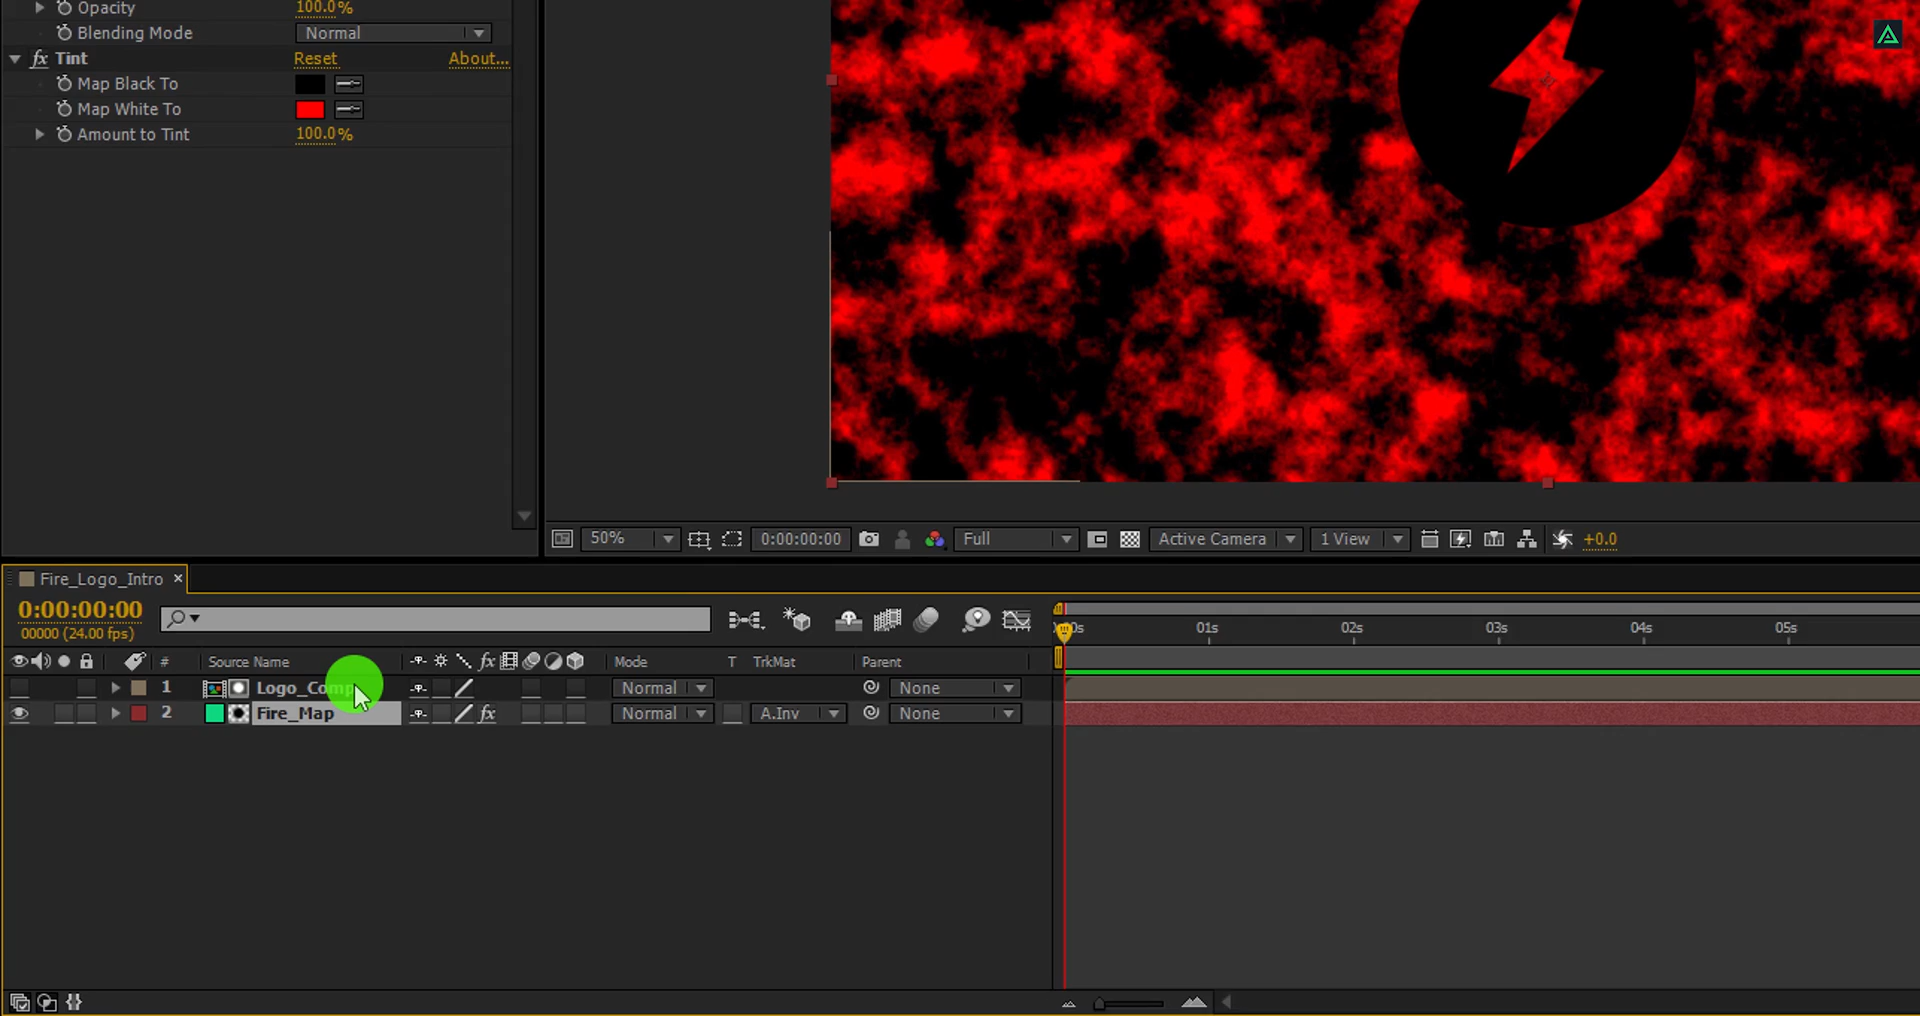 Opacity 100.0%
Blending Mode Normal
fx Tint Reset About...
Map Black To
Map White To
Amount to Tint 100.0%
50% 0:00:00:00 Full Active Camera 1 View +0.0
Fire_Logo_Intro ×
0:00:00:00
00000 (24.00 fps)
# Source Name fx Mode T TrkMat Parent
1 Logo_Comp Normal None
2 Fire_Map fx Normal A.Inv None
01s 02s 03s 04s 05s